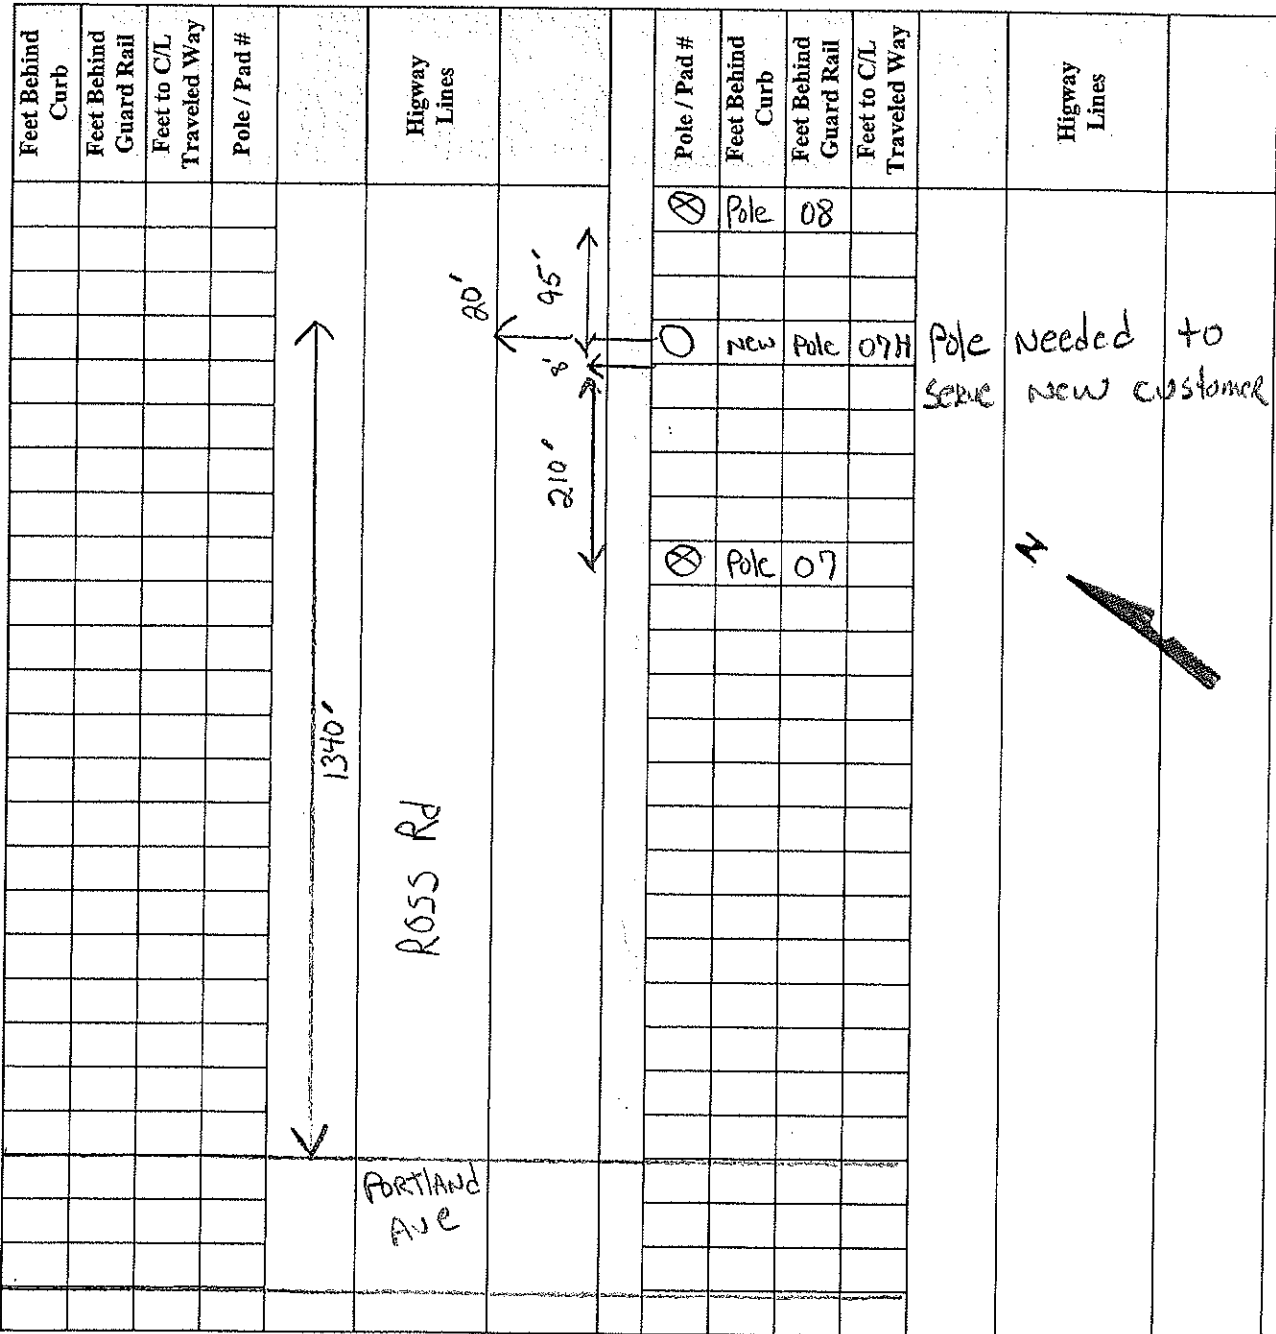 Feet Behind Curb
Feet Behind Guard Rail
Feet to C/L Traveled Way
Pole / Pad #
Higway Lines
Pole / Pad #
Feet Behind Curb
Feet Behind Guard Rail
Feet to C/L Traveled Way
Higway Lines
Pole 08
20'
95'
New Pole 07H Pole Needed to
serve new customer
8'
210'
Pole 07
N
1340'
Ross Rd
Portland
Ave